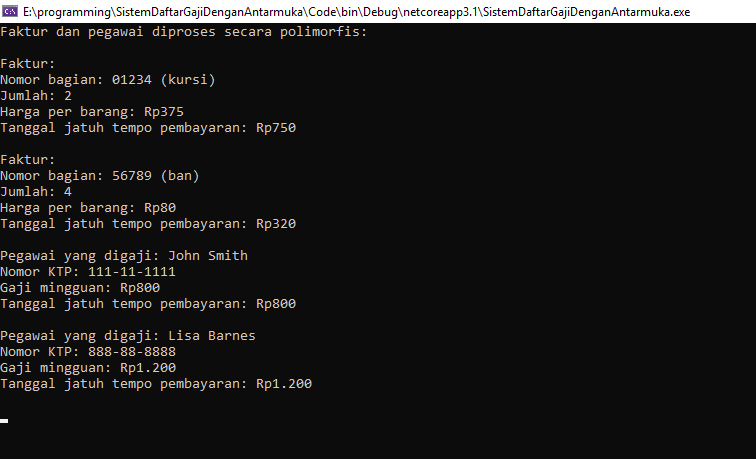 E:\programming\SistemDaftarGajiDenganAntarmuka\Code\bin\Debug\netcoreapp3.1\SistemDaftarGajiDenganAntarmuka.exe
Faktur dan pegawai diproses secara polimorfis:
Faktur:
Nomor bagian: 01234 (kursi)
Jumlah: 2
Harga per barang: Rp375
Tanggal jatuh tempo pembayaran: Rp750
Faktur:
Nomor bagian: 56789 (ban)
Jumlah: 4
Harga per barang: Rp80
Tanggal jatuh tempo pembayaran: Rp320
Pegawai yang digaji: John Smith
Nomor KTP: 111-11-1111
Gaji mingguan: Rp800
Tanggal jatuh tempo pembayaran: Rp800
Pegawai yang digaji: Lisa Barnes
Nomor KTP: 888-88-8888
Gaji mingguan: Rp1.200
Tanggal jatuh tempo pembayaran: Rp1.200